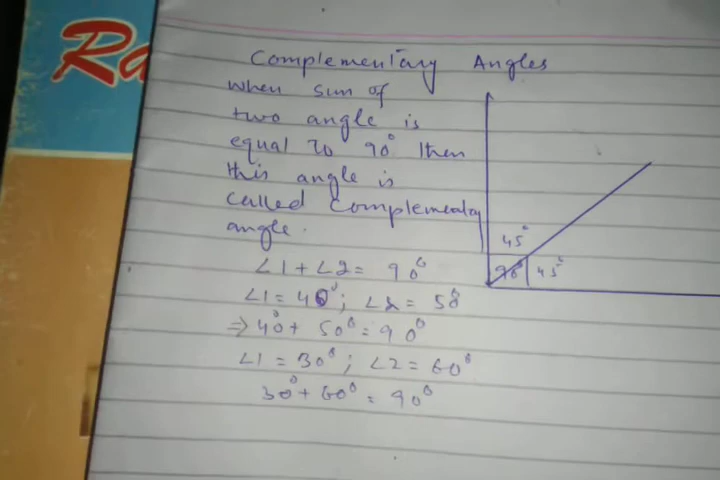 Ra
Complementary Angles
When sum of
two angle is
equal to 90° then
this angle is
called Complementary
angle.
∠1 + ∠2 = 90°
∠1 = 40° ; ∠2 = 50°
⇒ 40° + 50° = 90°
∠1 = 30° ; ∠2 = 60°
30° + 60° = 90°
45°
90° 45°